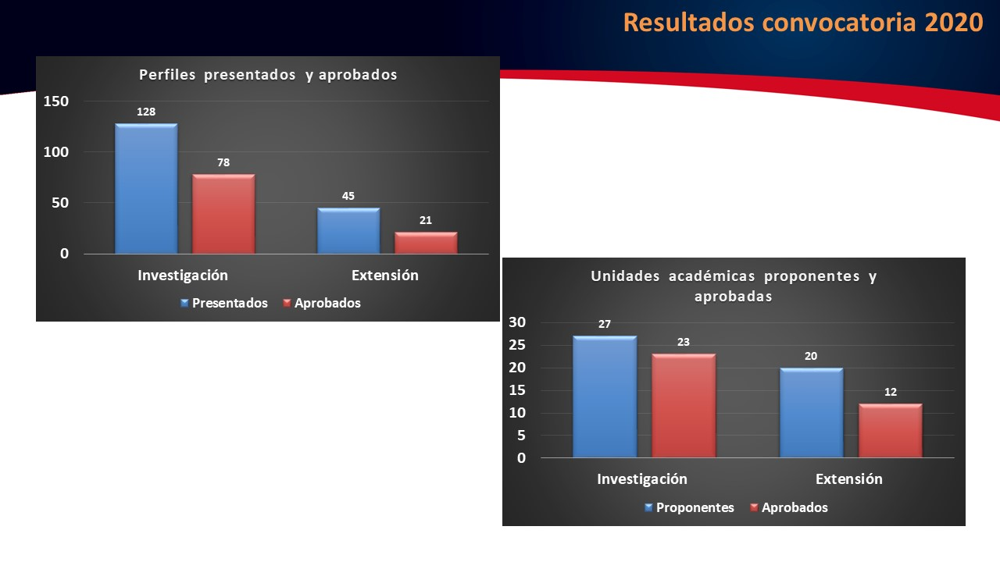 Resultados convocatoria 2020
Perfiles presentados y aprobados
150
100
50
0
128
78
45
21
Investigación Extensión
Presentados Aprobados
Unidades académicas proponentes y
aprobadas
30
25
20
15
10
5
0
27
23
20
12
Investigación Extensión
Proponentes Aprobados